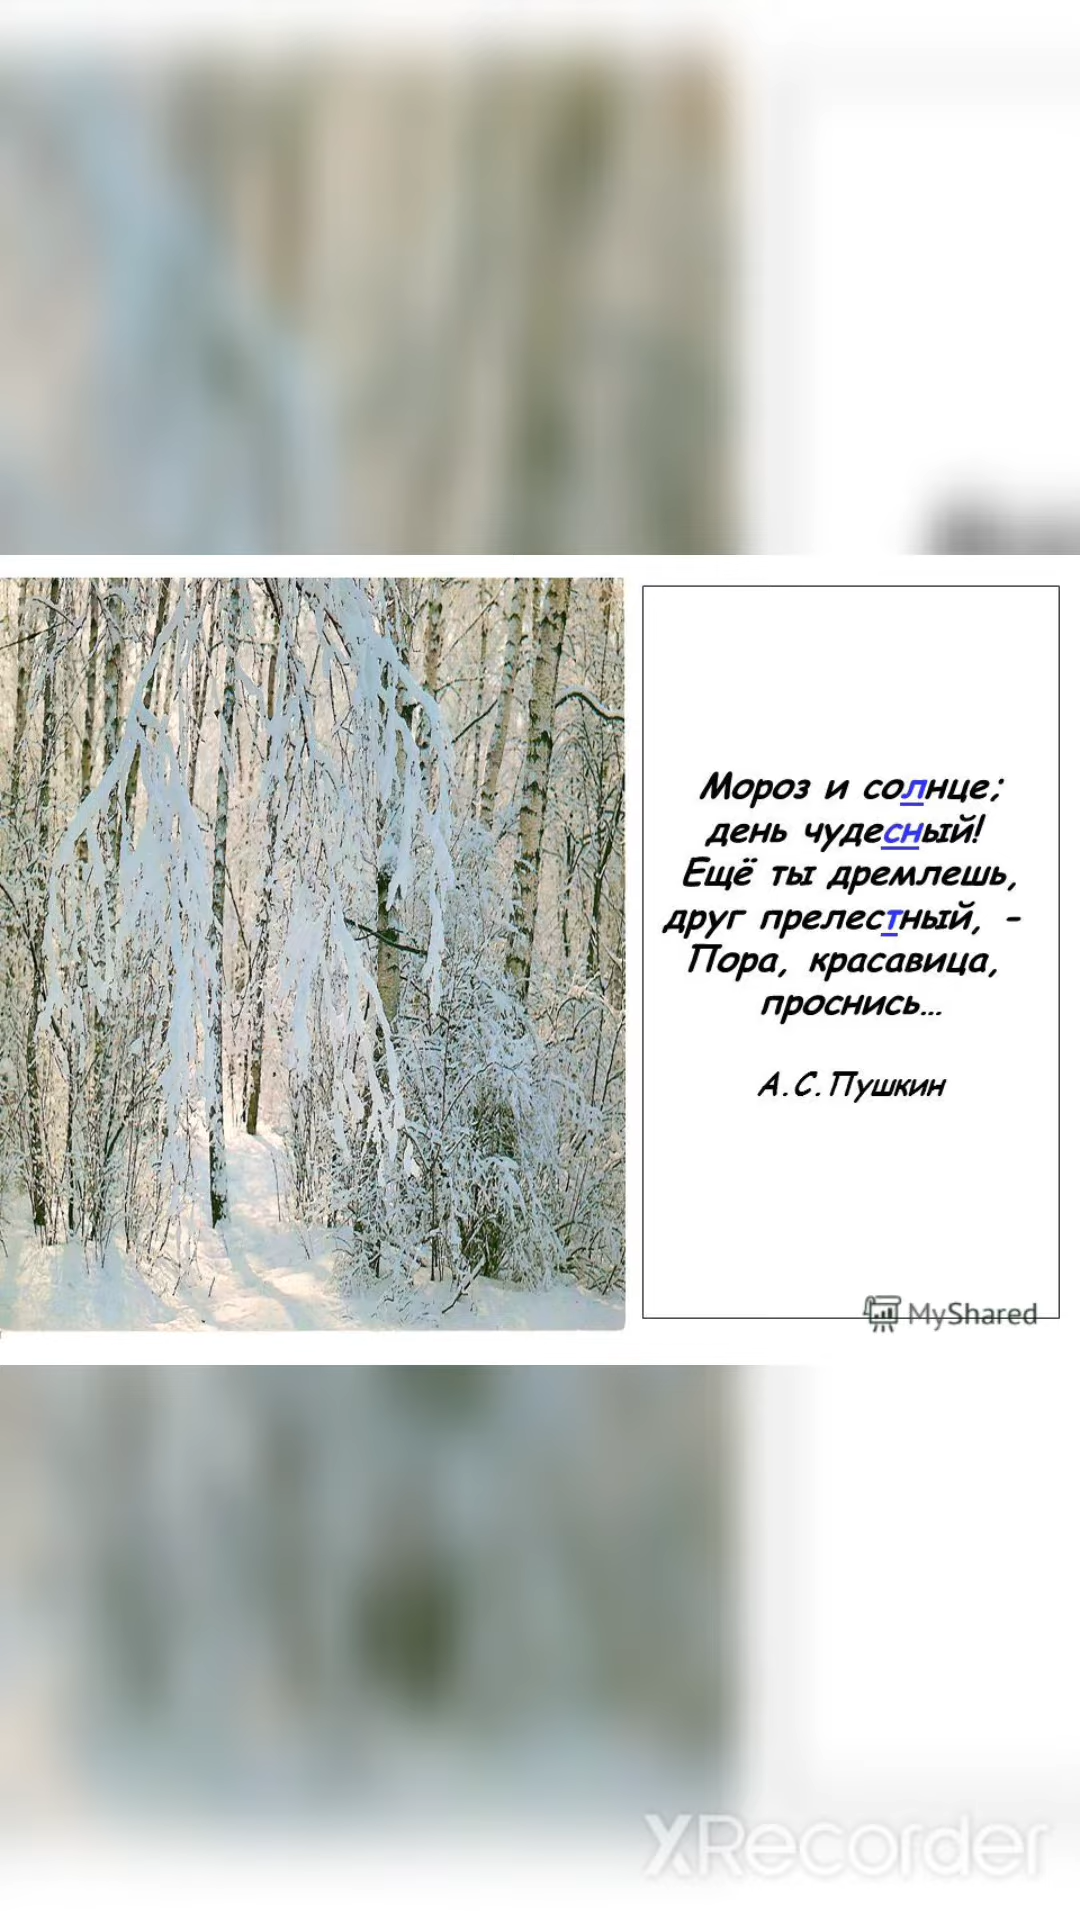 Мороз и солнце;
день чудесный!
Ещё ты дремлешь,
друг прелестный, -
Пора, красавица,
проснись...
А.С.Пушкин
MyShared
XRecorder